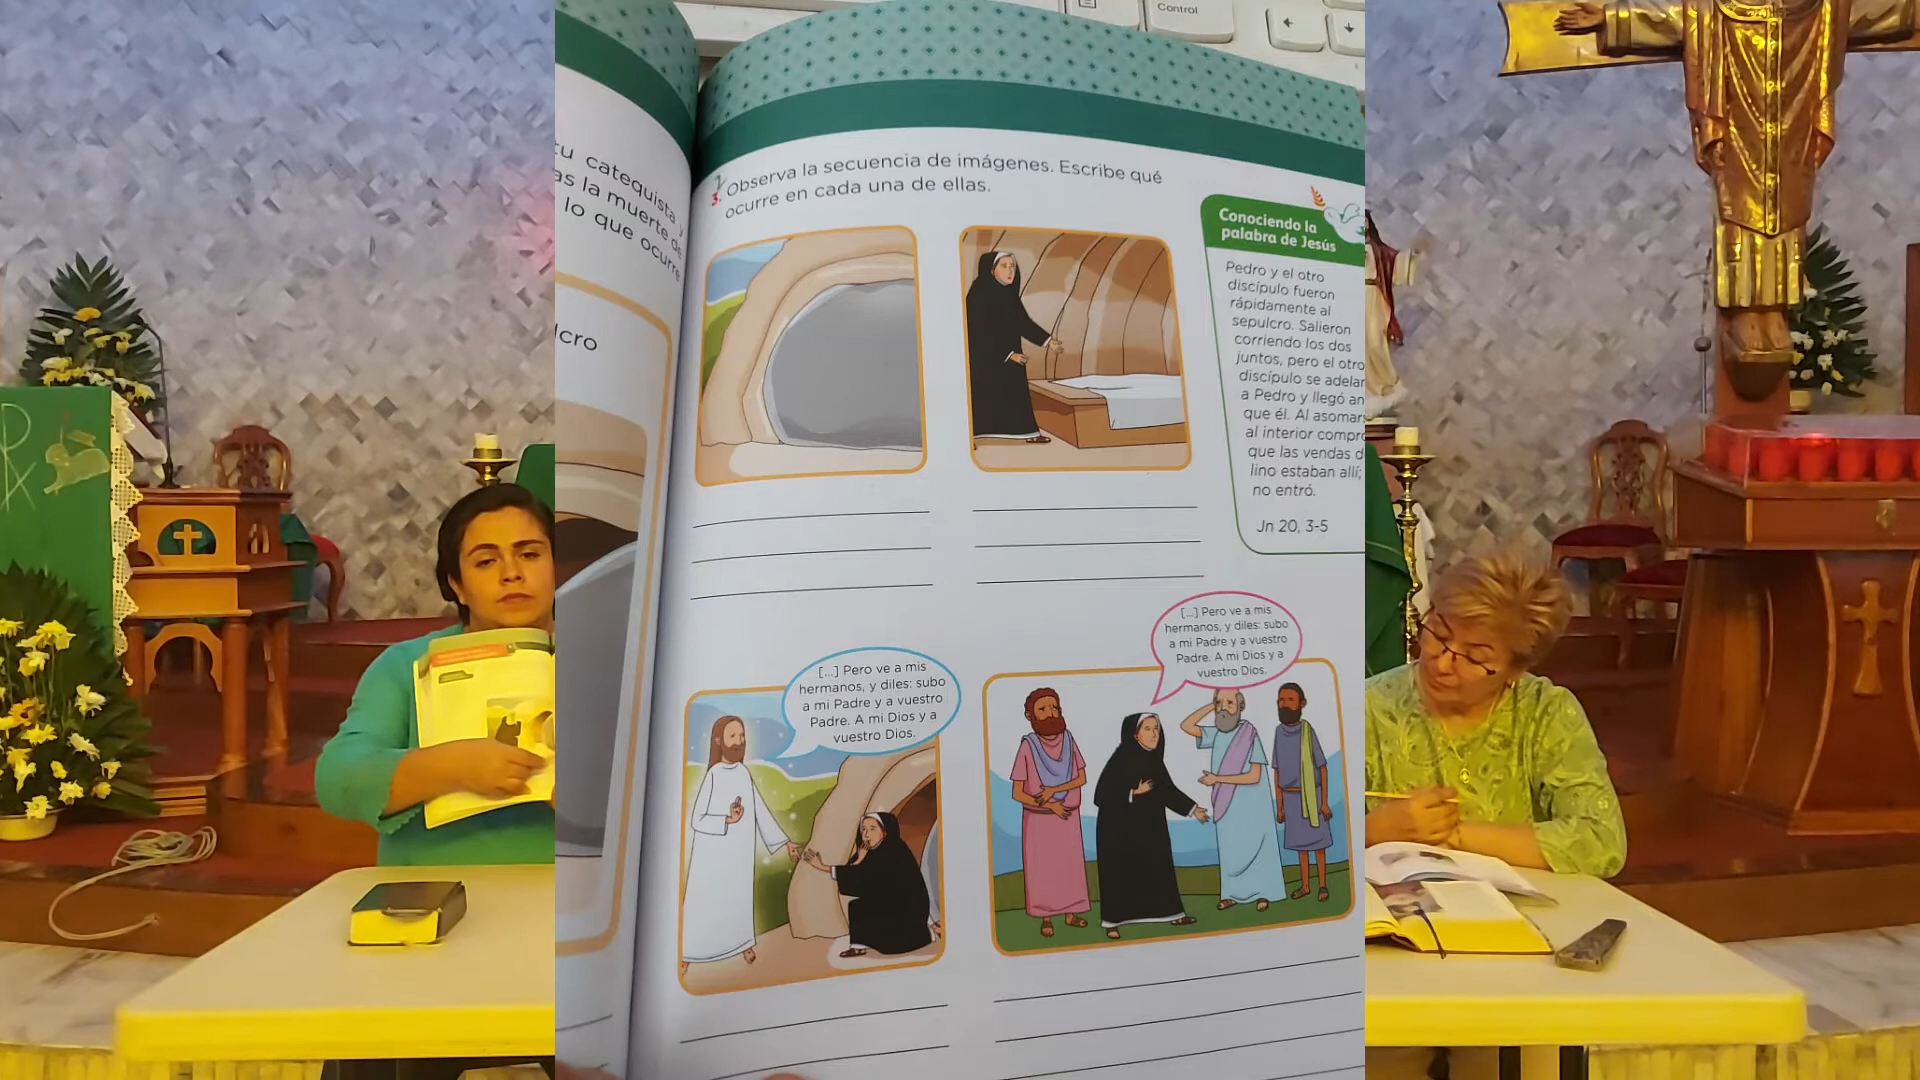 Control
tu catequista y
as la muerte de
lo que ocurre
lcro
3. Observa la secuencia de imágenes. Escribe qué
ocurre en cada una de ellas.
Conociendo la
palabra de Jesús
Pedro y el otro
discípulo fueron
rápidamente al
sepulcro. Salieron
corriendo los dos
juntos, pero el otro
discípulo se adelan
a Pedro y llegó an
que él. Al asomar
al interior compr
que las vendas d
lino estaban allí;
no entró.
Jn 20, 3-5
[...] Pero ve a mis
hermanos, y diles: subo
a mi Padre y a vuestro
Padre. A mi Dios y a
vuestro Dios.
[...] Pero ve a mis
hermanos, y diles: subo
a mi Padre y a vuestro
Padre. A mi Dios y a
vuestro Dios.